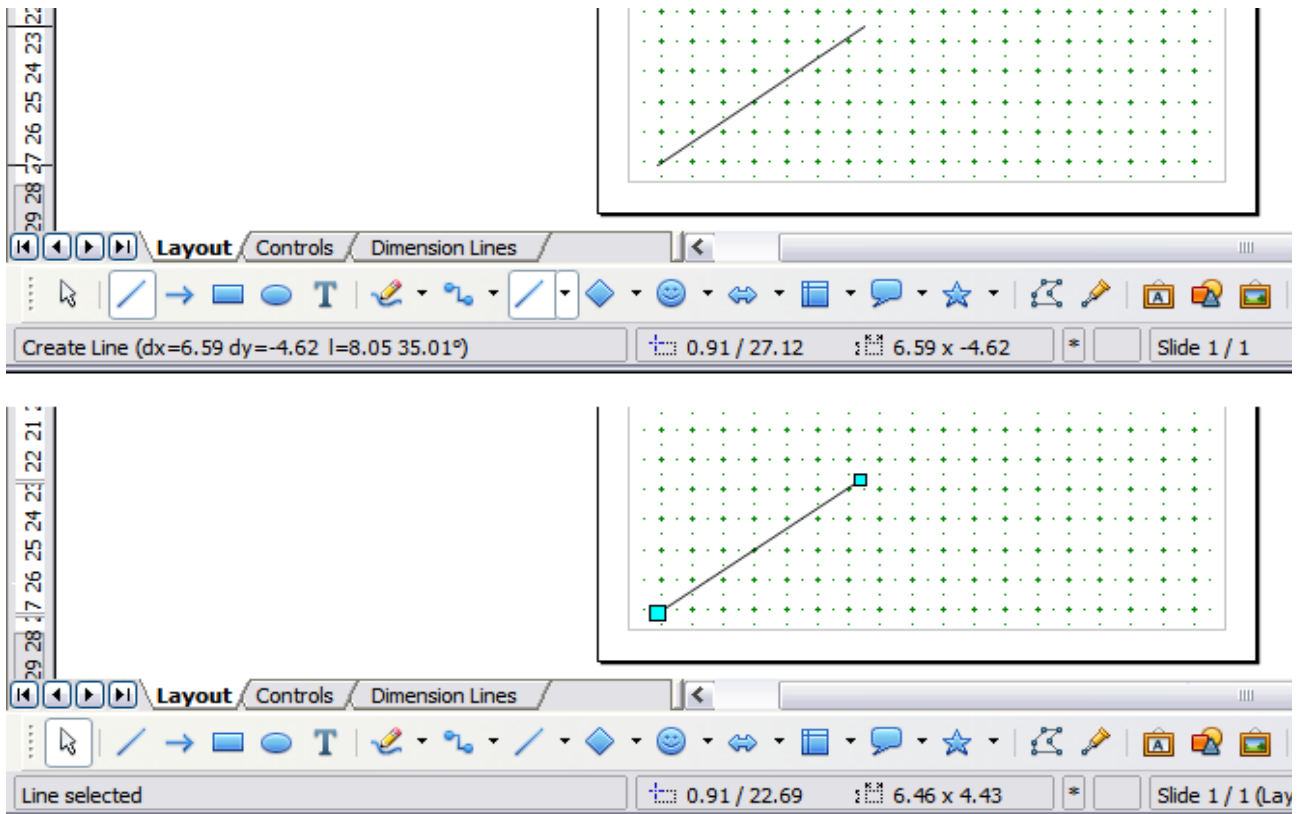 22
23
24
25
26
27
28
29
Layout Controls Dimension Lines
T A
Create Line (dx=6.59 dy=-4.62 l=8.05 35.01º) 0.91 / 27.12 6.59 x -4.62 * Slide 1 / 1
21
22
23
24
25
26
27
28
29
Layout Controls Dimension Lines
T A
Line selected 0.91 / 22.69 6.46 x 4.43 * Slide 1 / 1 (Lay